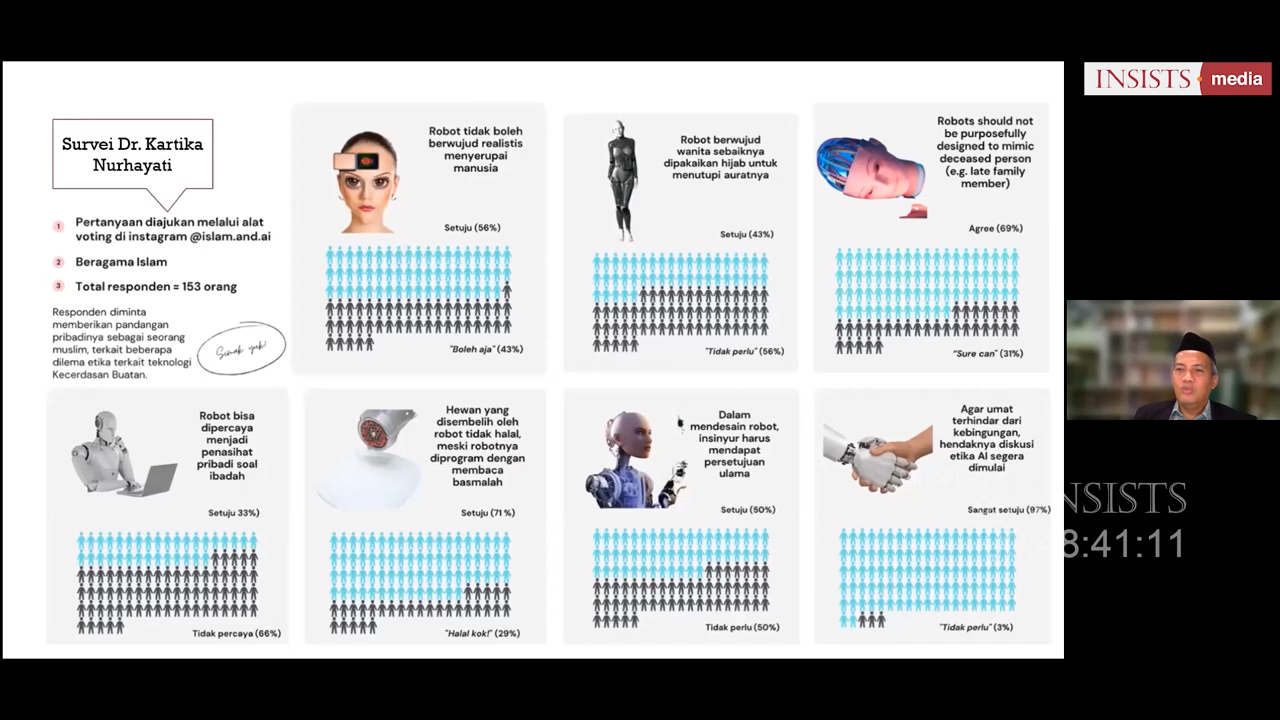 INSISTS media
Survei Dr. Kartika
Nurhayati
1 Pertanyaan diajukan melalui alat
voting di instagram @islam.and.ai
2 Beragama Islam
3 Total responden = 153 orang
Responden diminta
memberikan pandangan
pribadinya sebagai seorang
muslim, terkait beberapa
dilema etika terkait teknologi
Kecerdasan Buatan.
Simak yuk!
Robot tidak boleh
berwujud realistis
menyerupai
manusia
Setuju (56%)
"Boleh aja" (43%)
Robot berwujud
wanita sebaiknya
dipakaikan hijab untuk
menutupi auratnya
Setuju (43%)
"Tidak perlu" (56%)
Robots should not
be purposefully
designed to mimic
deceased person
(e.g. late family
member)
Agree (69%)
"Sure can" (31%)
Robot bisa
dipercaya
menjadi
penasihat
pribadi soal
ibadah
Setuju 33%)
Tidak percaya (66%)
Hewan yang
disembelih oleh
robot tidak halal,
meski robotnya
diprogram dengan
membaca
basmalah
Setuju (71 %)
"Halal kok!" (29%)
Dalam
mendesain robot,
insinyur harus
mendapat
persetujuan
ulama
Setuju (50%)
Tidak perlu (50%)
Agar umat
terhindar dari
kebingungan,
hendaknya diskusi
etika AI segera
dimulai
Sangat setuju (97%)
"Tidak perlu" (3%)
INSISTS
48:41:11